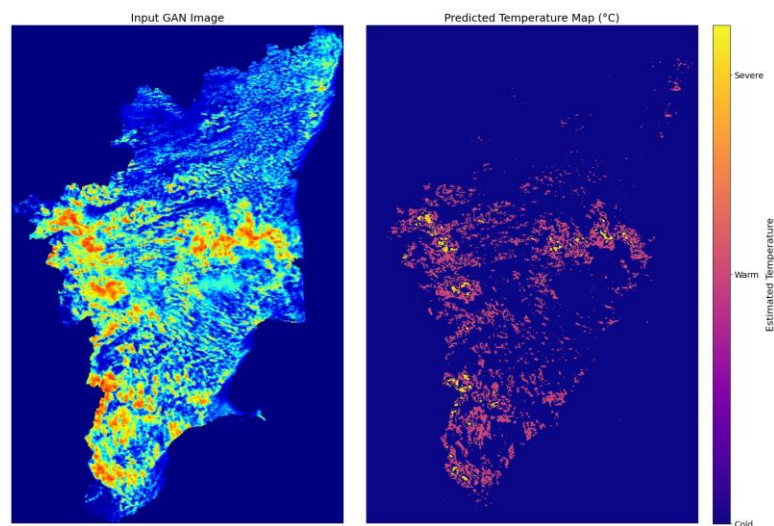 Input GAN Image
Predicted Temperature Map (°C)
Severe
Warm
Cold
Estimated Temperature